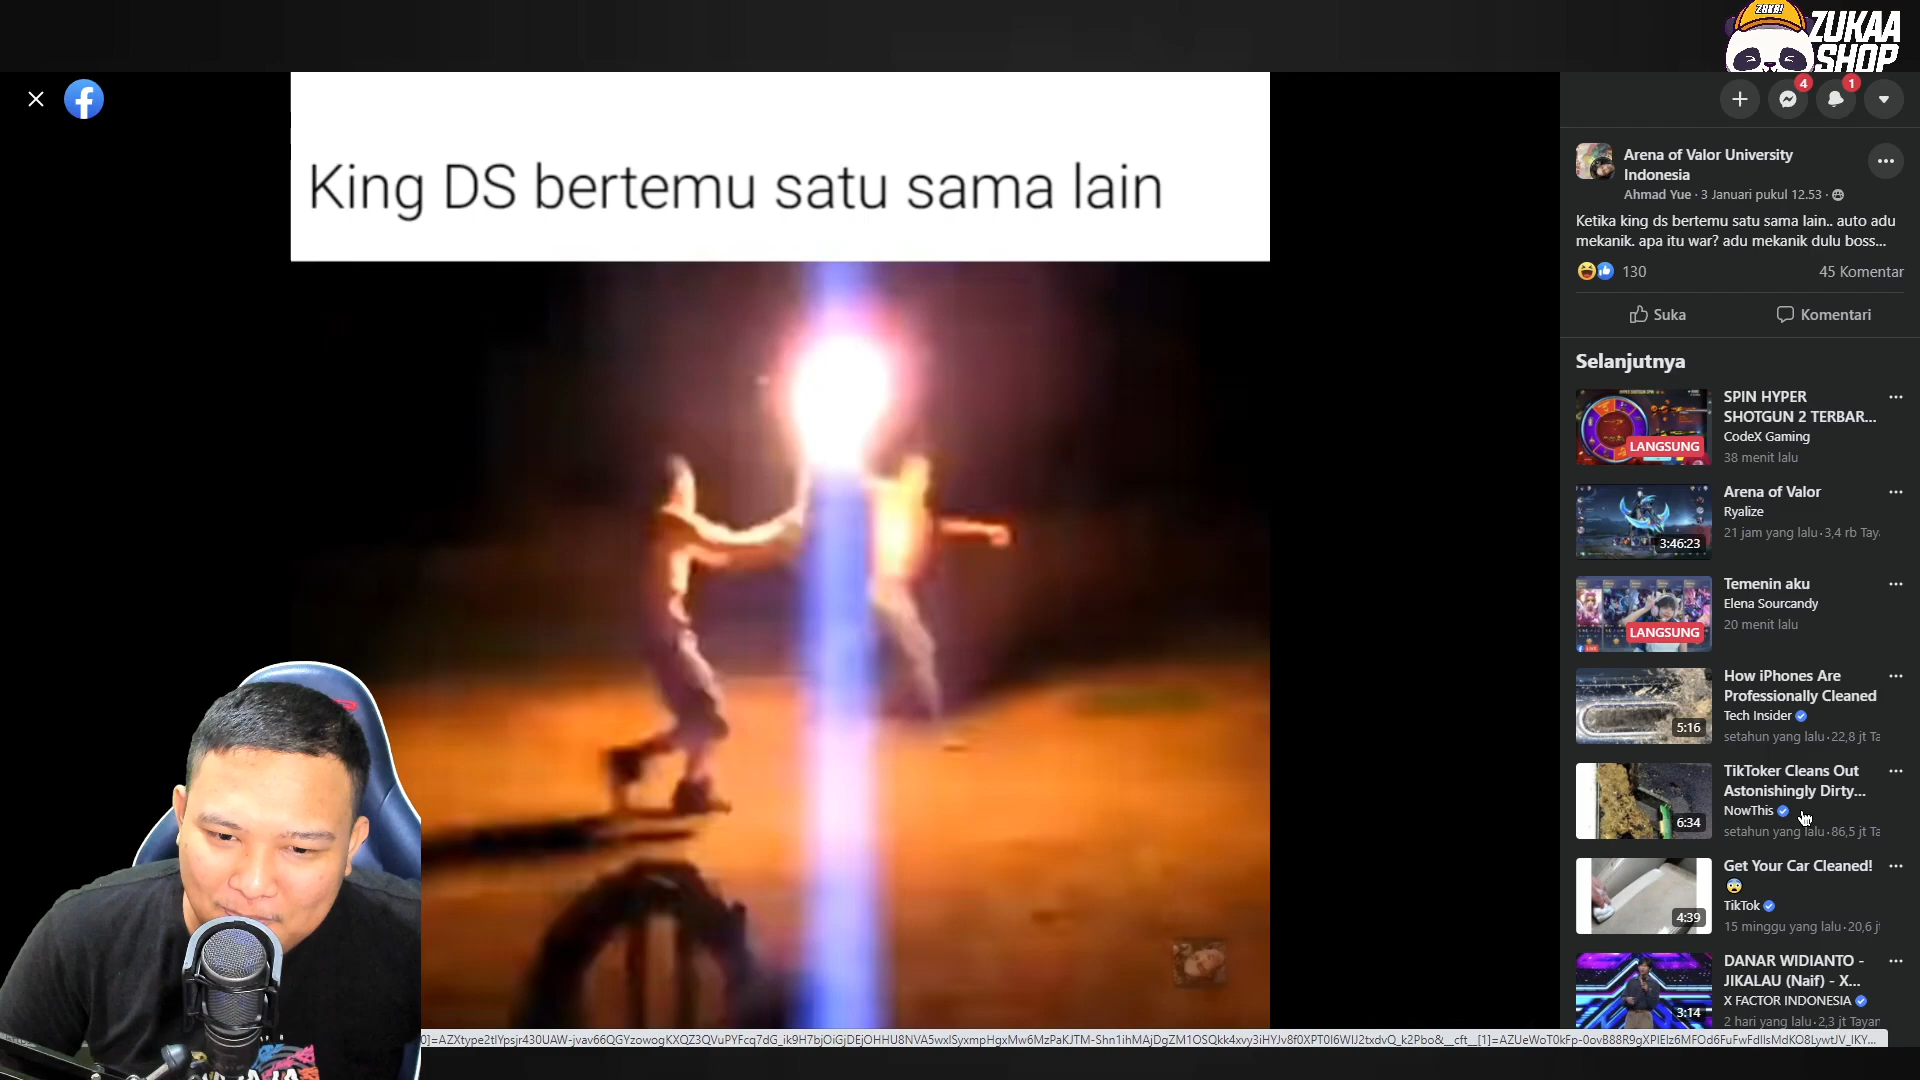 ZBKB!
ZUKAA
SHOP
4
1
King DS bertemu satu sama lain
Arena of Valor University
Indonesia
Ahmad Yue · 3 Januari pukul 12.53 ·
Ketika king ds bertemu satu sama lain.. auto adu
mekanik. apa itu war? adu mekanik dulu boss...
130
45 Komentar
Suka
Komentari
Selanjutnya
SPIN HYPER
SHOTGUN 2 TERBAR...
CodeX Gaming
38 menit lalu
LANGSUNG
Arena of Valor
Ryalize
21 jam yang lalu · 3,4 rb Tay
3:46:23
Temenin aku
Elena Sourcandy
20 menit lalu
LANGSUNG
How iPhones Are
Professionally Cleaned
Tech Insider
setahun yang lalu · 22,8 jt Ta
5:16
TikToker Cleans Out
Astonishingly Dirty...
NowThis
setahun yang lalu · 86,5 jt Ta
6:34
Get Your Car Cleaned!
😨
TikTok
15 minggu yang lalu · 20,6 j
4:39
DANAR WIDIANTO -
JIKALAU (Naif) - X...
X FACTOR INDONESIA
2 hari yang lalu · 2,3 jt Tayan
3:14